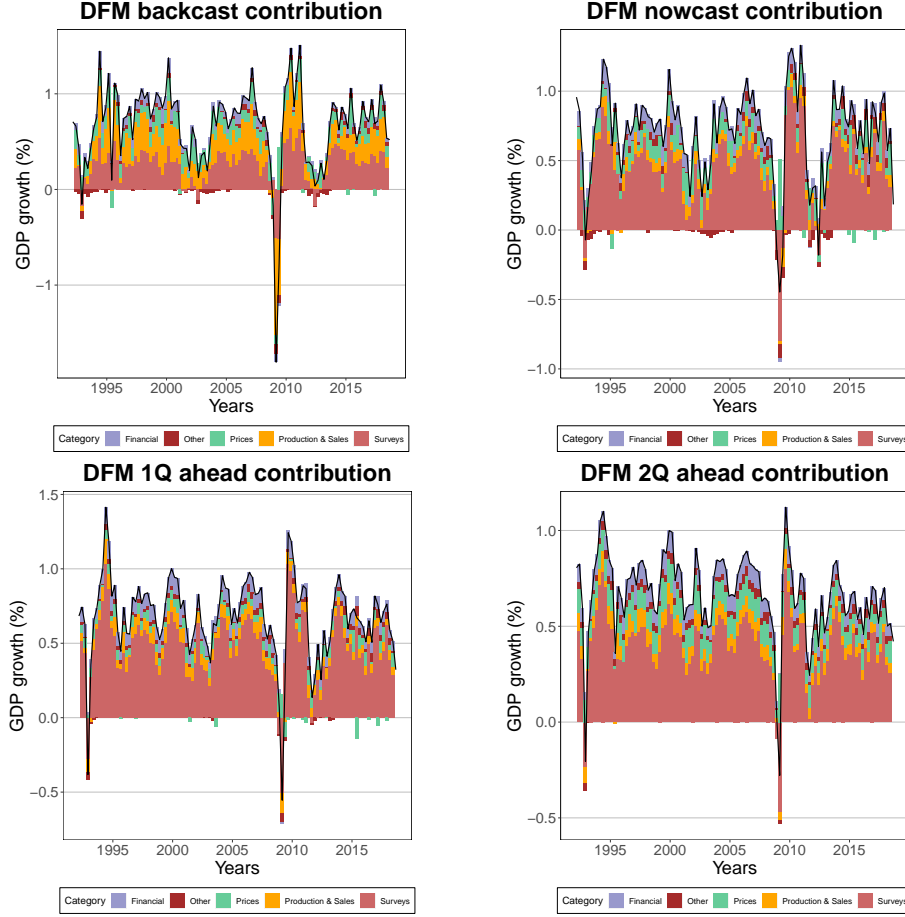 DFM backcast contribution
DFM nowcast contribution
GDP growth (%)
1
0
−1
1995 2000 2005 2010 2015
Years
Category Financial Other Prices Production & Sales Surveys
GDP growth (%)
1.0
0.5
0.0
−0.5
−1.0
1995 2000 2005 2010 2015
Years
Category Financial Other Prices Production & Sales Surveys
DFM 1Q ahead contribution
DFM 2Q ahead contribution
GDP growth (%)
1.5
1.0
0.5
0.0
−0.5
1995 2000 2005 2010 2015
Years
Category Financial Other Prices Production & Sales Surveys
GDP growth (%)
1.0
0.5
0.0
−0.5
1995 2000 2005 2010 2015
Years
Category Financial Other Prices Production & Sales Surveys